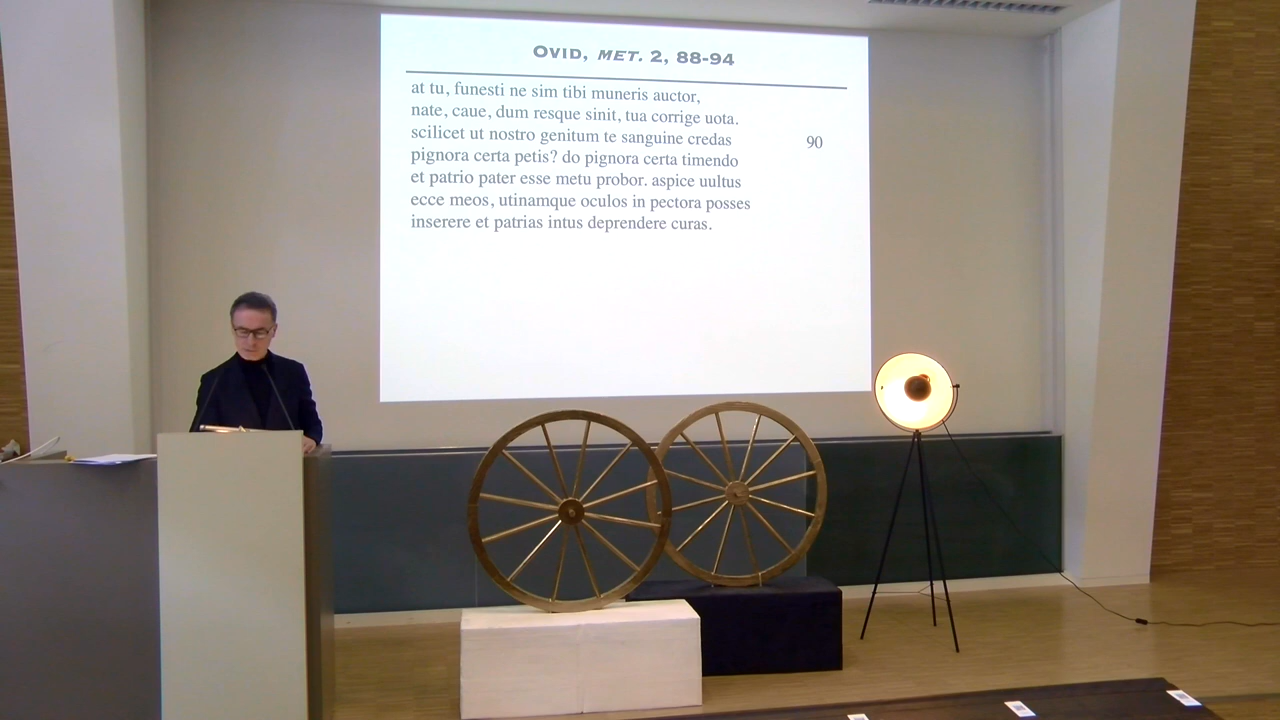 OVID, MET. 2, 88-94
at tu, funesti ne sim tibi muneris auctor,
nate, caue, dum resque sinit, tua corrige uota.
scilicet ut nostro genitum te sanguine credas 90
pignora certa petis? do pignora certa timendo
et patrio pater esse metu probor. aspice uultus
ecce meos, utinamque oculos in pectora posses
inserere et patrias intus deprendere curas.